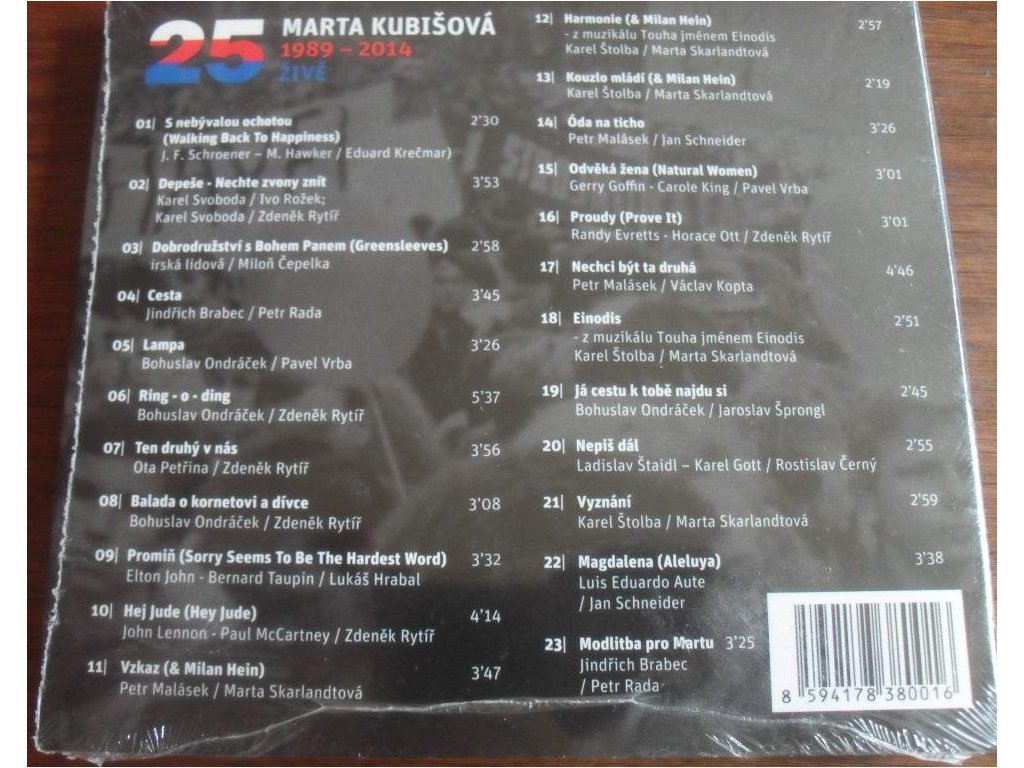 25 MARTA KUBIŠOVÁ
1989 – 2014
ŽIVĚ
01| S nebývalou ochotou 2'30
(Walking Back To Happiness)
J. F. Schroener – M. Hawker / Eduard Krečmar)
02| Depeše - Nechte zvony znít 3'53
Karel Svoboda / Ivo Rožek;
Karel Svoboda / Zdeněk Rytíř
03| Dobrodružství s Bohem Panem (Greensleeves) 2'58
irská lidová / Miloň Čepelka
04| Cesta 3'45
Jindřich Brabec / Petr Rada
05| Lampa 3'26
Bohuslav Ondráček / Pavel Vrba
06| Ring - o - ding 5'37
Bohuslav Ondráček / Zdeněk Rytíř
07| Ten druhý v nás 3'56
Ota Petřina / Zdeněk Rytíř
08| Balada o kornetovi a dívce 3'08
Bohuslav Ondráček / Zdeněk Rytíř
09| Promiň (Sorry Seems To Be The Hardest Word) 3'32
Elton John - Bernard Taupin / Lukáš Hrabal
10| Hej Jude (Hey Jude) 4'14
John Lennon - Paul McCartney / Zdeněk Rytíř
11| Vzkaz (& Milan Hein) 3'47
Petr Malásek / Marta Skarlandtová
12| Harmonie (& Milan Hein) 2'57
- z muzikálu Touha jménem Einodis
Karel Štolba / Marta Skarlandtová
13| Kouzlo mládí (& Milan Hein) 2'19
Karel Štolba / Marta Skarlandtová
14| Óda na ticho 3'26
Petr Malásek / Jan Schneider
15| Odvěká žena (Natural Women) 3'01
Gerry Goffin - Carole King / Pavel Vrba
16| Proudy (Prove It) 3'01
Randy Evretts - Horace Ott / Zdeněk Rytíř
17| Nechci být ta druhá 4'46
Petr Malásek / Václav Kopta
18| Einodis 2'51
- z muzikálu Touha jménem Einodis
Karel Štolba / Marta Skarlandtová
19| Já cestu k tobě najdu si 2'45
Bohuslav Ondráček / Jaroslav Šprongl
20| Nepiš dál 2'55
Ladislav Štaidl – Karel Gott / Rostislav Černý
21| Vyznání 2'59
Karel Štolba / Marta Skarlandtová
22| Magdalena (Aleluya) 3'38
Luis Eduardo Aute
/ Jan Schneider
23| Modlitba pro Martu 3'25
Jindřich Brabec
/ Petr Rada
8 594178 380016